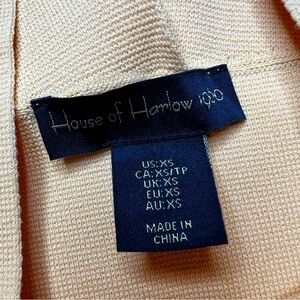 House of Harlow 1960
US:XS
CA:XS/TP
UK:XS
EU:XS
AU:XS
MADE IN
CHINA